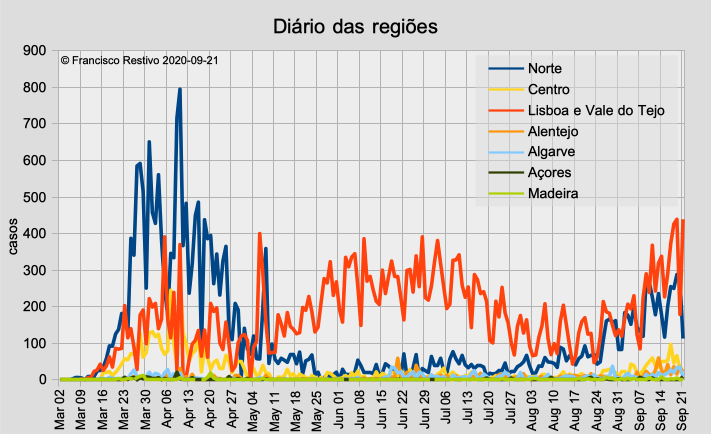 Diário das regiões
900
800
700
600
500
400
300
200
100
0
casos
© Francisco Restivo 2020-09-21
Norte
Centro
Lisboa e Vale do Tejo
Alentejo
Algarve
Açores
Madeira
Mar 02
Mar 09
Mar 16
Mar 23
Mar 30
Apr 06
Apr 13
Apr 20
Apr 27
May 04
May 11
May 18
May 25
Jun 01
Jun 08
Jun 15
Jun 22
Jun 29
Jul 06
Jul 13
Jul 20
Jul 27
Aug 03
Aug 10
Aug 17
Aug 24
Aug 31
Sep 07
Sep 14
Sep 21